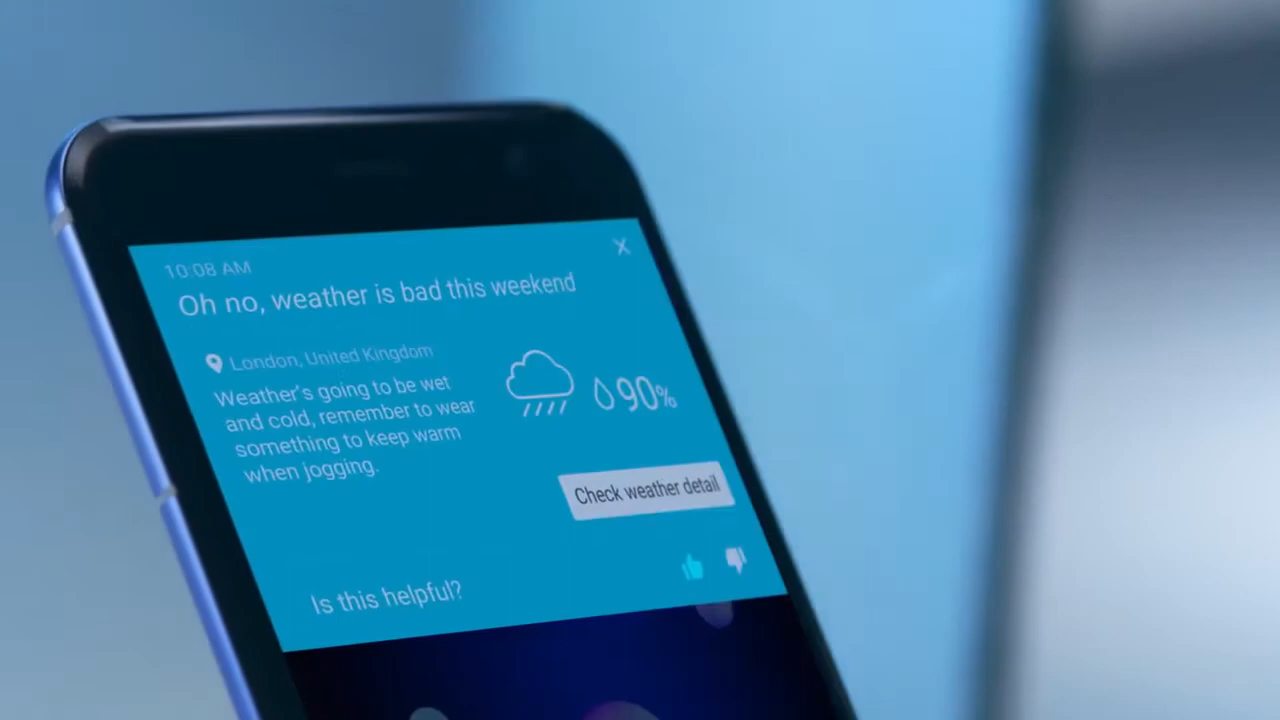 10:08 AM
Oh no, weather is bad this weekend
London, United Kingdom
Weather's going to be wet
and cold, remember to wear
something to keep warm
when jogging.
90%
Check weather detail
Is this helpful?